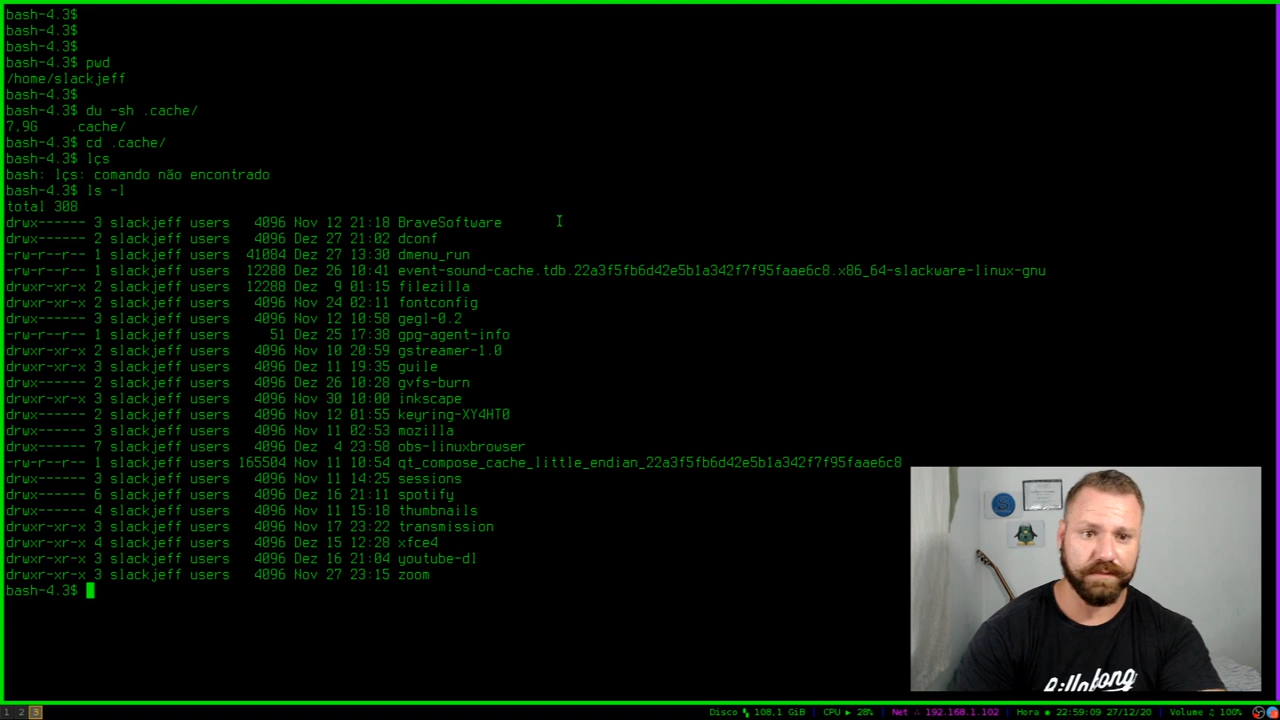 bash-4.3$
bash-4.3$
bash-4.3$
bash-4.3$ pwd
/home/slackjeff
bash-4.3$
bash-4.3$ du -sh .cache/
7,9G    .cache/
bash-4.3$ cd .cache/
bash-4.3$ lçs
bash: lçs: comando não encontrado
bash-4.3$ ls -l
total 308
drwx------ 3 slackjeff users   4096 Nov 12 21:18 BraveSoftware
drwx------ 2 slackjeff users   4096 Dez 27 21:02 dconf
-rw-r--r-- 1 slackjeff users  41084 Dez 27 13:30 dmenu_run
-rw-r--r-- 1 slackjeff users  12288 Dez 26 10:41 event-sound-cache.tdb.22a3f5fb6d42e5b1a342f7f95faae6c8.x86_64-slackware-linux-gnu
drwxr-xr-x 2 slackjeff users  12288 Dez  9 01:15 filezilla
drwxr-xr-x 2 slackjeff users   4096 Nov 24 02:11 fontconfig
drwx------ 3 slackjeff users   4096 Nov 12 10:58 gegl-0.2
-rw-r--r-- 1 slackjeff users     51 Dez 25 17:38 gpg-agent-info
drwxr-xr-x 2 slackjeff users   4096 Nov 10 20:59 gstreamer-1.0
drwxr-xr-x 3 slackjeff users   4096 Dez 11 19:35 guile
drwx------ 2 slackjeff users   4096 Dez 26 10:28 gvfs-burn
drwxr-xr-x 3 slackjeff users   4096 Nov 30 10:00 inkscape
drwx------ 2 slackjeff users   4096 Nov 12 01:55 keyring-XY4HT0
drwx------ 3 slackjeff users   4096 Nov 11 02:53 mozilla
drwx------ 7 slackjeff users   4096 Dez  4 23:58 obs-linuxbrowser
-rw-r--r-- 1 slackjeff users 165504 Nov 11 10:54 qt_compose_cache_little_endian_22a3f5fb6d42e5b1a342f7f95faae6c8
drwx------ 3 slackjeff users   4096 Nov 11 14:25 sessions
drwx------ 6 slackjeff users   4096 Dez 16 21:11 spotify
drwx------ 4 slackjeff users   4096 Nov 11 15:18 thumbnails
drwxr-xr-x 3 slackjeff users   4096 Nov 17 23:22 transmission
drwxr-xr-x 4 slackjeff users   4096 Dez 15 12:28 xfce4
drwxr-xr-x 3 slackjeff users   4096 Dez 16 21:04 youtube-dl
drwxr-xr-x 3 slackjeff users   4096 Nov 27 23:15 zoom
bash-4.3$
Billabong
1 2 3 Disco 108,1 GiB | CPU 28% | Net 192.168.1.102 | Hora 22:59:09 27/12/20 | Volume 100%